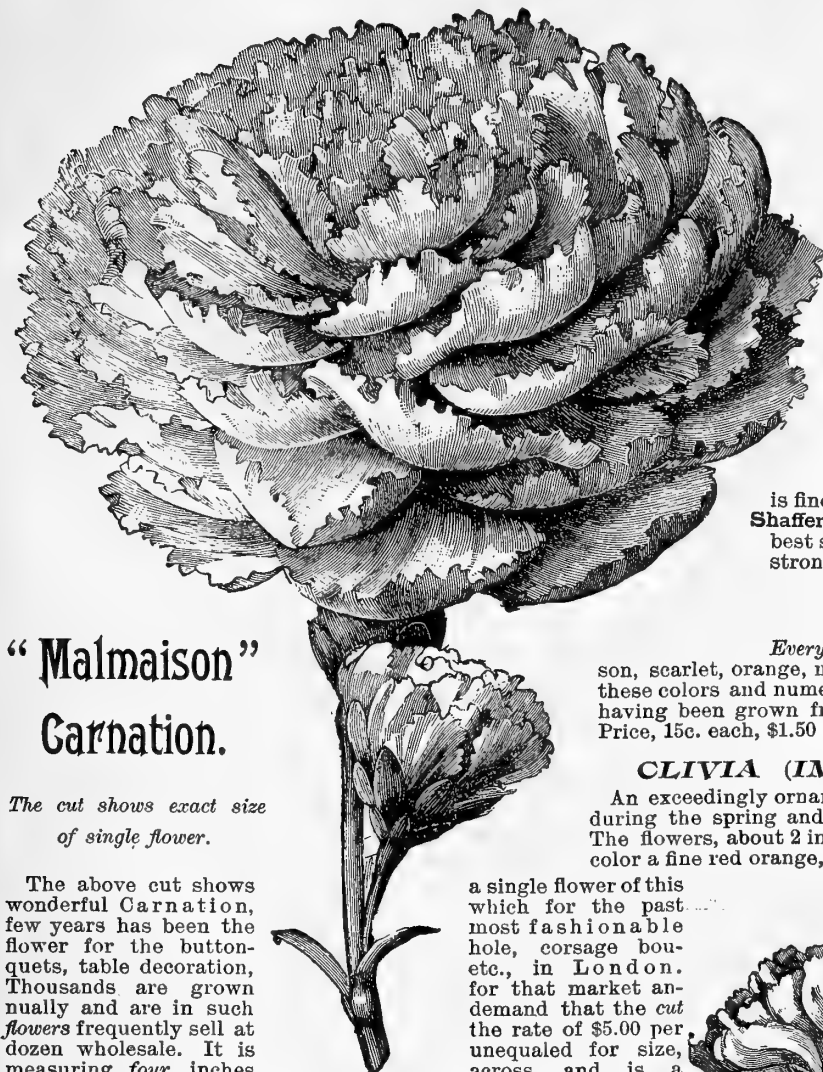 “Malmaison”
Carnation.
The cut shows exact size
of single flower.
The above cut shows a single flower of this
wonderful Carnation, which for the past
few years has been the most fashionable
flower for the button- hole, corsage bou-
quets, table decoration, etc., in London.
Thousands are grown for that market an-
nually and are in such demand that the cut
flowers frequently sell at the rate of $5.00 per
dozen wholesale. It is unequaled for size,
measuring four inches across, and is a
is fin
Shaffer
best s
stron
Every
son, scarlet, orange,
these colors and nume
having been grown f
Price, 15c. each, $1.50
CLIVIA (IM
An exceedingly orna
during the spring and
The flowers, about 2 in
color a fine red orange,